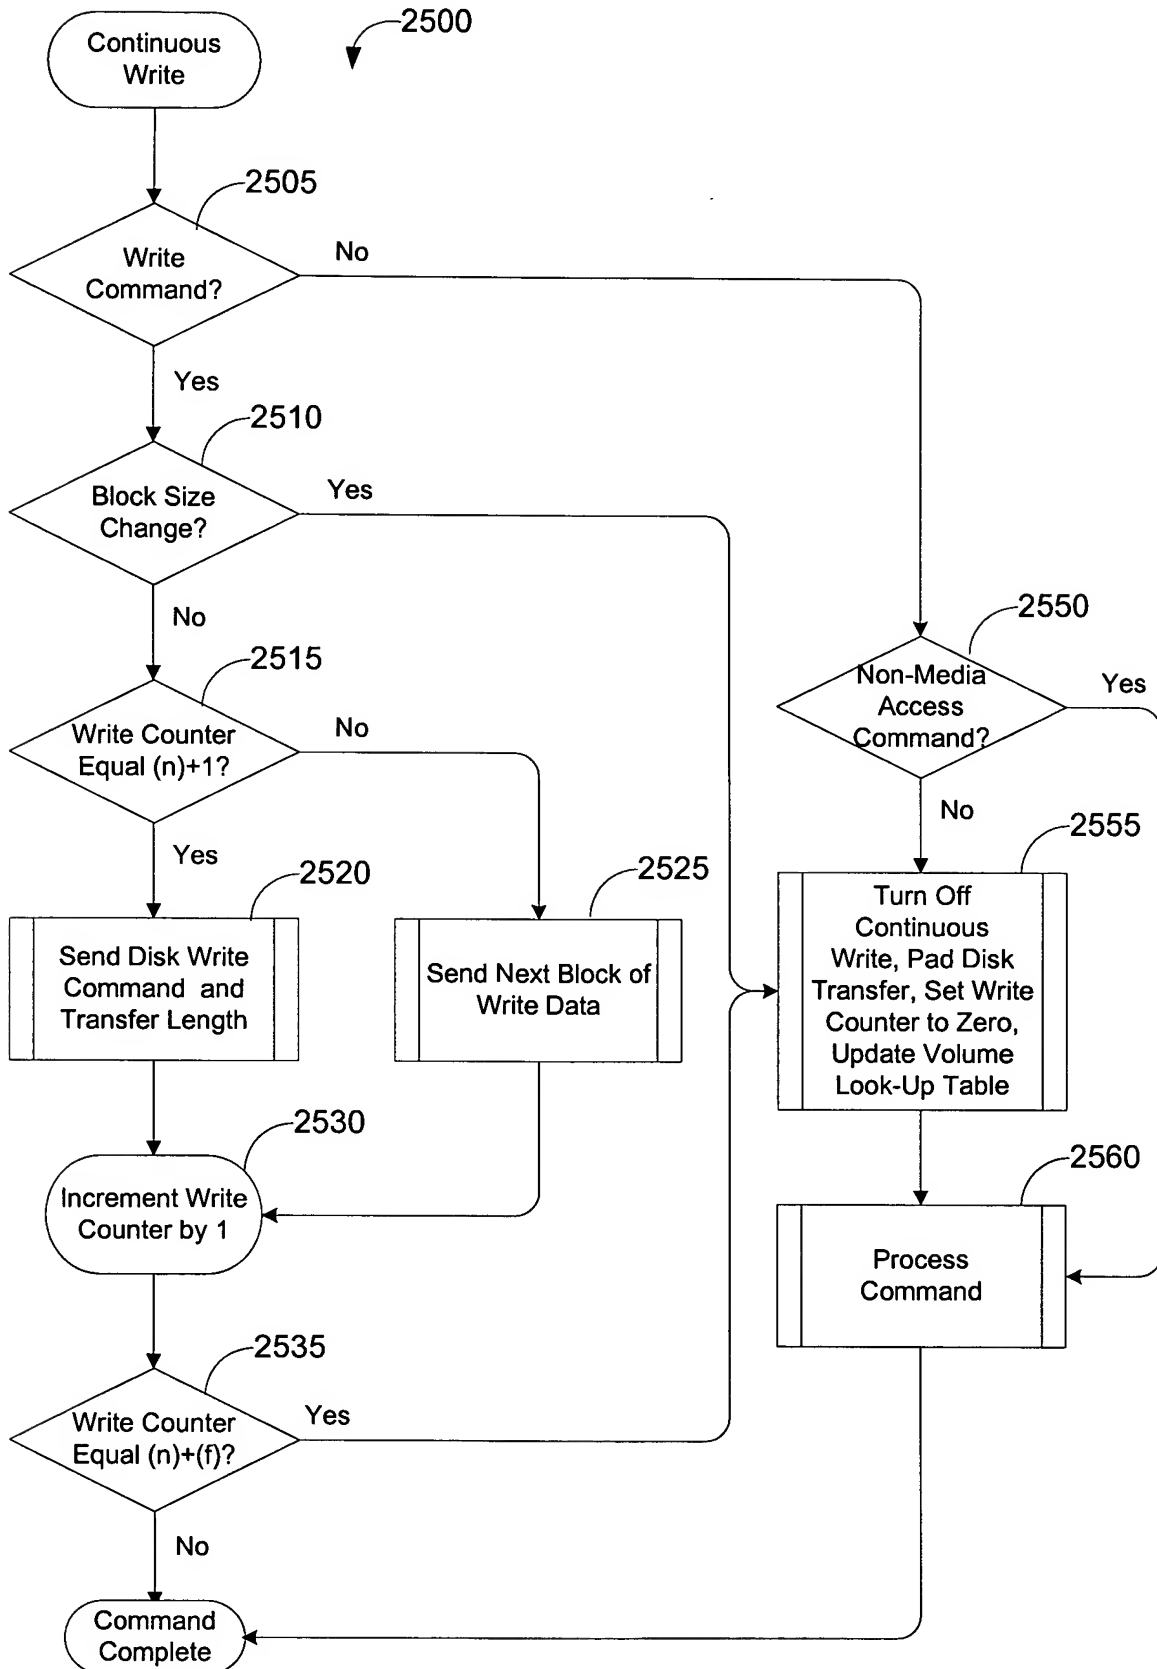 Continuous
Write
2500
2505
Write
Command?
No
Yes
2510
Block Size
Change?
Yes
No
2515
Write Counter
Equal (n)+1?
No
Yes
2550
Non-Media
Access
Command?
Yes
No
2520
Send Disk Write
Command and
Transfer Length
2525
Send Next Block of
Write Data
2555
Turn Off
Continuous
Write, Pad Disk
Transfer, Set Write
Counter to Zero,
Update Volume
Look-Up Table
2530
Increment Write
Counter by 1
2560
Process
Command
2535
Write Counter
Equal (n)+(f)?
Yes
No
Command
Complete